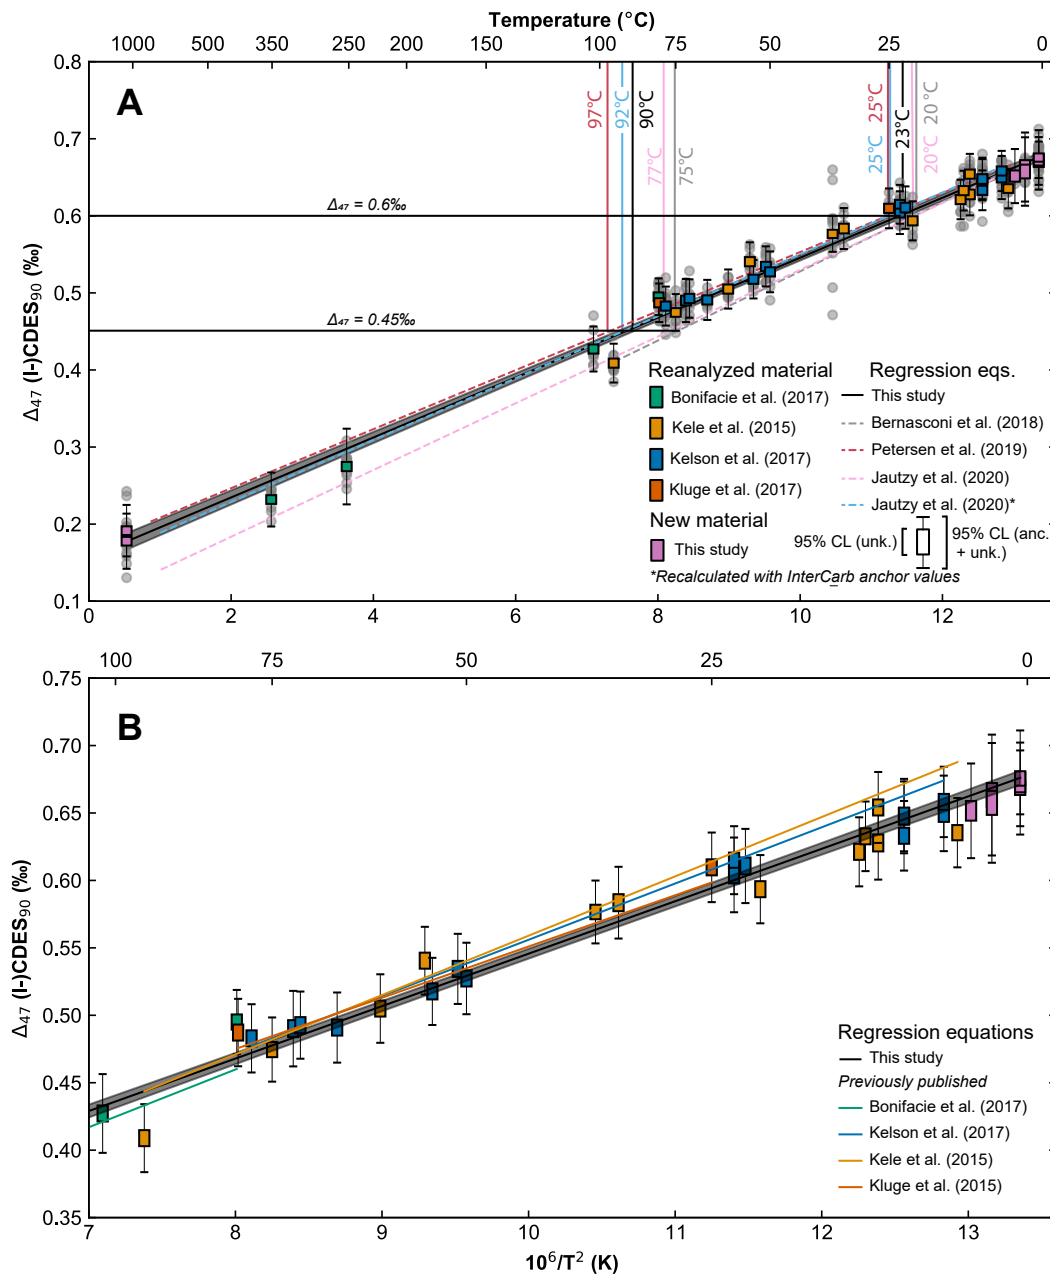 Temperature (°C)
1000 500 350 250 200 150 100 75 50 25 0
0.8
0.7
0.6
0.5
0.4
0.3
0.2
0.1
Δ47 (I-)CDES90 (‰)
A
97°C
92°C
90°C
77°C
75°C
25°C
25°C
23°C
20°C
20°C
Δ47 = 0.6‰
Δ47 = 0.45‰
Reanalyzed material
Bonifacie et al. (2017)
Kele et al. (2015)
Kelson et al. (2017)
Kluge et al. (2017)
New material
This study
Regression eqs.
This study
Bernasconi et al. (2018)
Petersen et al. (2019)
Jautzy et al. (2020)
Jautzy et al. (2020)*
95% CL (unk.)
95% CL (anc.
+ unk.)
*Recalculated with InterCarb anchor values
0 2 4 6 8 10 12
100 75 50 25 0
0.75
0.70
0.65
0.60
0.55
0.50
0.45
0.40
0.35
Δ47 (I-)CDES90 (‰)
B
Regression equations
This study
Previously published
Bonifacie et al. (2017)
Kelson et al. (2017)
Kele et al. (2015)
Kluge et al. (2015)
7 8 9 10 11 12 13
10^6/T^2 (K)